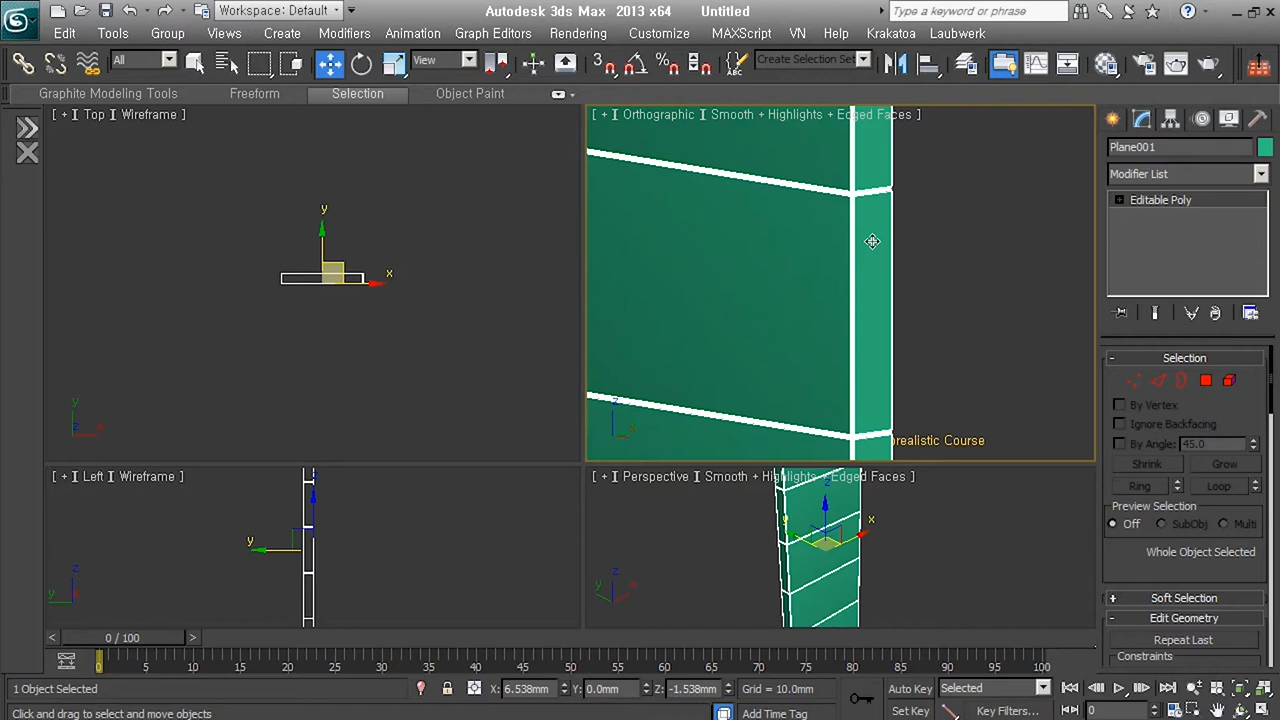 Workspace: Default
Autodesk 3ds Max 2013 x64
Untitled
Type a keyword or phrase
Edit Tools Group Views Create Modifiers Animation Graph Editors Rendering Customize MAXScript VN Help Krakatoa Laubwerk
All View Create Selection Set
Graphite Modeling Tools Freeform Selection Object Paint
[ + ] Top ] Wireframe ]
[ + ] Orthographic ] Smooth + Highlights + Edged Faces ]
Plane001
Modifier List
Editable Poly
y
x
y
z x
z x
realistic Course
[ + ] Left ] Wireframe ]
[ + ] Perspective ] Smooth + Highlights + Edged Faces ]
y
z
y
z
y x
z
y x
Selection
By Vertex
Ignore Backfacing
By Angle: 45.0
Shrink Grow
Ring Loop
Preview Selection
Off SubObj Multi
Whole Object Selected
Soft Selection
Edit Geometry
Repeat Last
Constraints
< 0 / 100 >
0 5 10 15 20 25 30 35 40 45 50 55 60 65 70 75 80 85 90 95 100
1 Object Selected
X: 6.538mm Y: 0.0mm Z: -1.538mm Grid = 10.0mm
Auto Key Selected
Click and drag to select and move objects
Add Time Tag
Set Key Key Filters... 0